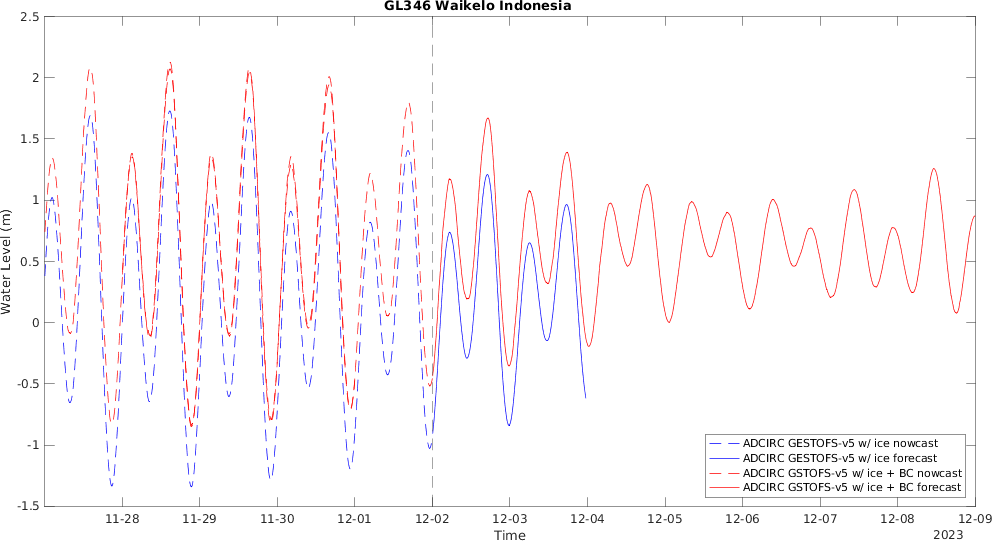 GL346 Waikelo Indonesia
2.5
2
1.5
1
0.5
0
-0.5
-1
-1.5
Water Level (m)
11-28 11-29 11-30 12-01 12-02 12-03 12-04 12-05 12-06 12-07 12-08 12-09
Time
2023
ADCIRC GESTOFS-v5 w/ ice nowcast
ADCIRC GESTOFS-v5 w/ ice forecast
ADCIRC GSTOFS-v5 w/ ice + BC nowcast
ADCIRC GSTOFS-v5 w/ ice + BC forecast